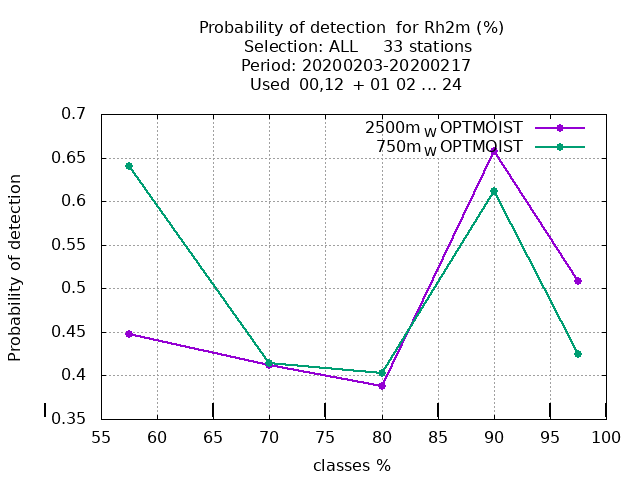 Probability of detection  for Rh2m (%)
Selection: ALL     33 stations
Period: 20200203-20200217
Used  00,12  + 01 02 ... 24
0.7
0.65
0.6
0.55
0.5
0.45
0.4
0.35
Probability of detection
2500m W OPTMOIST
750m W OPTMOIST
55 60 65 70 75 80 85 90 95 100
classes %